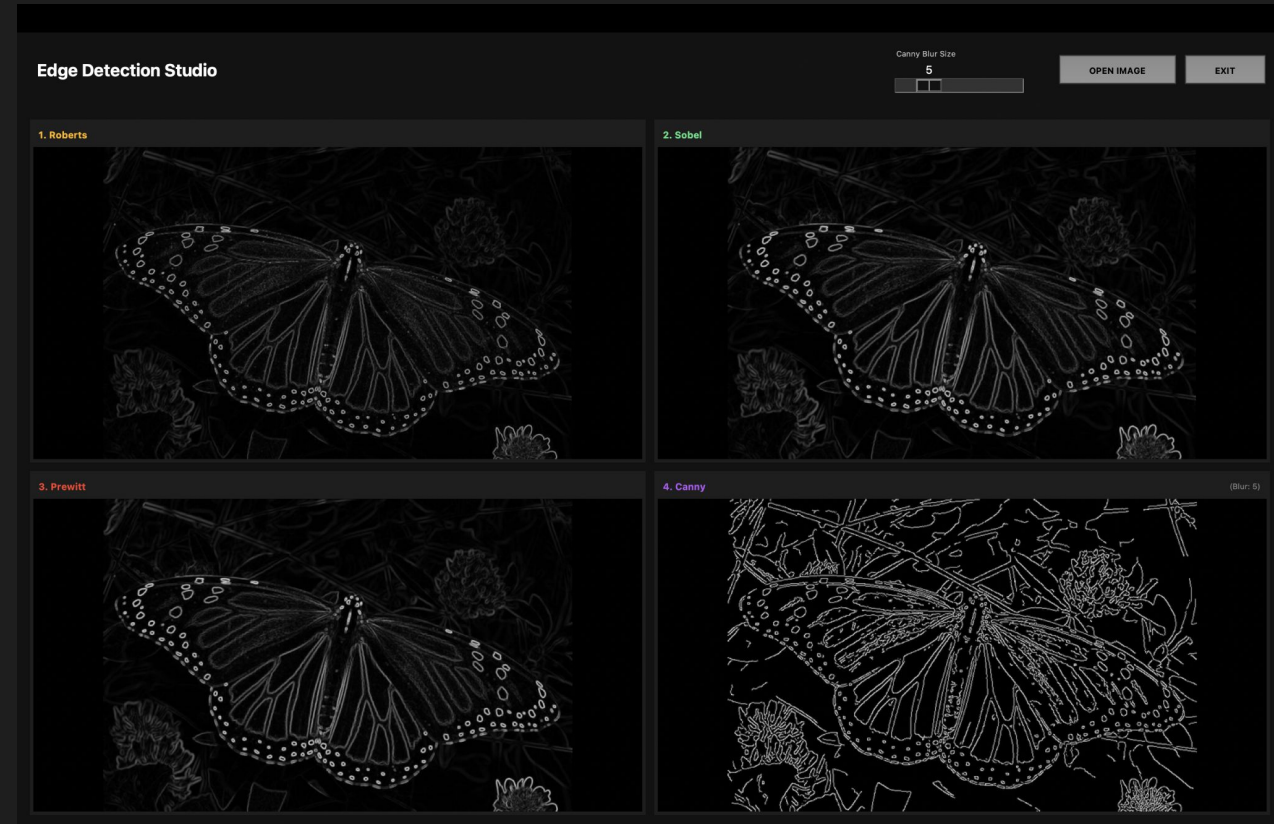 Edge Detection Studio
Canny Blur Size
5
OPEN IMAGE
EXIT
1. Roberts
2. Sobel
3. Prewitt
4. Canny
(Blur: 5)